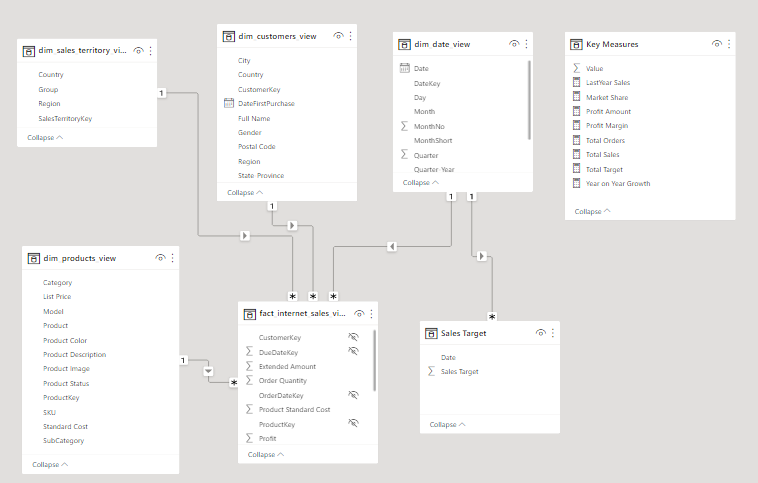 dim_sales_territory_vi...
Country
Group
Region
SalesTerritoryKey
Collapse
dim_customers_view
City
Country
CustomerKey
DateFirstPurchase
Full Name
Gender
Postal Code
Region
State Province
Collapse
dim_date_view
Date
DateKey
Day
Month
MonthNo
MonthShort
Quarter
Quarter Year
Collapse
Key Measures
Value
LastYear Sales
Market Share
Profit Amount
Profit Margin
Total Orders
Total Sales
Total Target
Year on Year Growth
Collapse
1
1
1
1
*
*
*
*
dim_products_view
Category
List Price
Model
Product
Product Color
Product Description
Product Image
Product Status
ProductKey
SKU
Standard Cost
SubCategory
Collapse
1
*
fact_internet_sales_vi...
CustomerKey
DueDateKey
Extended Amount
Order Quantity
OrderDateKey
Product Standard Cost
ProductKey
Profit
Collapse
Sales Target
Date
Sales Target
Collapse